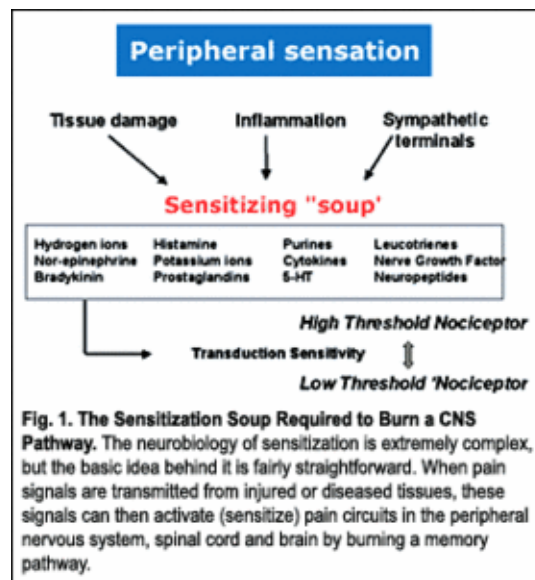 Peripheral sensation
Tissue damage Inflammation Sympathetic terminals
Sensitizing "soup'
Hydrogen ions Histamine Purines Leucotrienes
Nor-epinephrine Potassium ions Cytokines Nerve Growth Factor
Bradykinin Prostaglandins 5-HT Neuropeptides
High Threshold Nociceptor
Transduction Sensitivity
Low Threshold 'Nociceptor
Fig. 1. The Sensitization Soup Required to Burn a CNS
Pathway. The neurobiology of sensitization is extremely complex,
but the basic idea behind it is fairly straightforward. When pain
signals are transmitted from injured or diseased tissues, these
signals can then activate (sensitize) pain circuits in the peripheral
nervous system, spinal cord and brain by burning a memory
pathway.